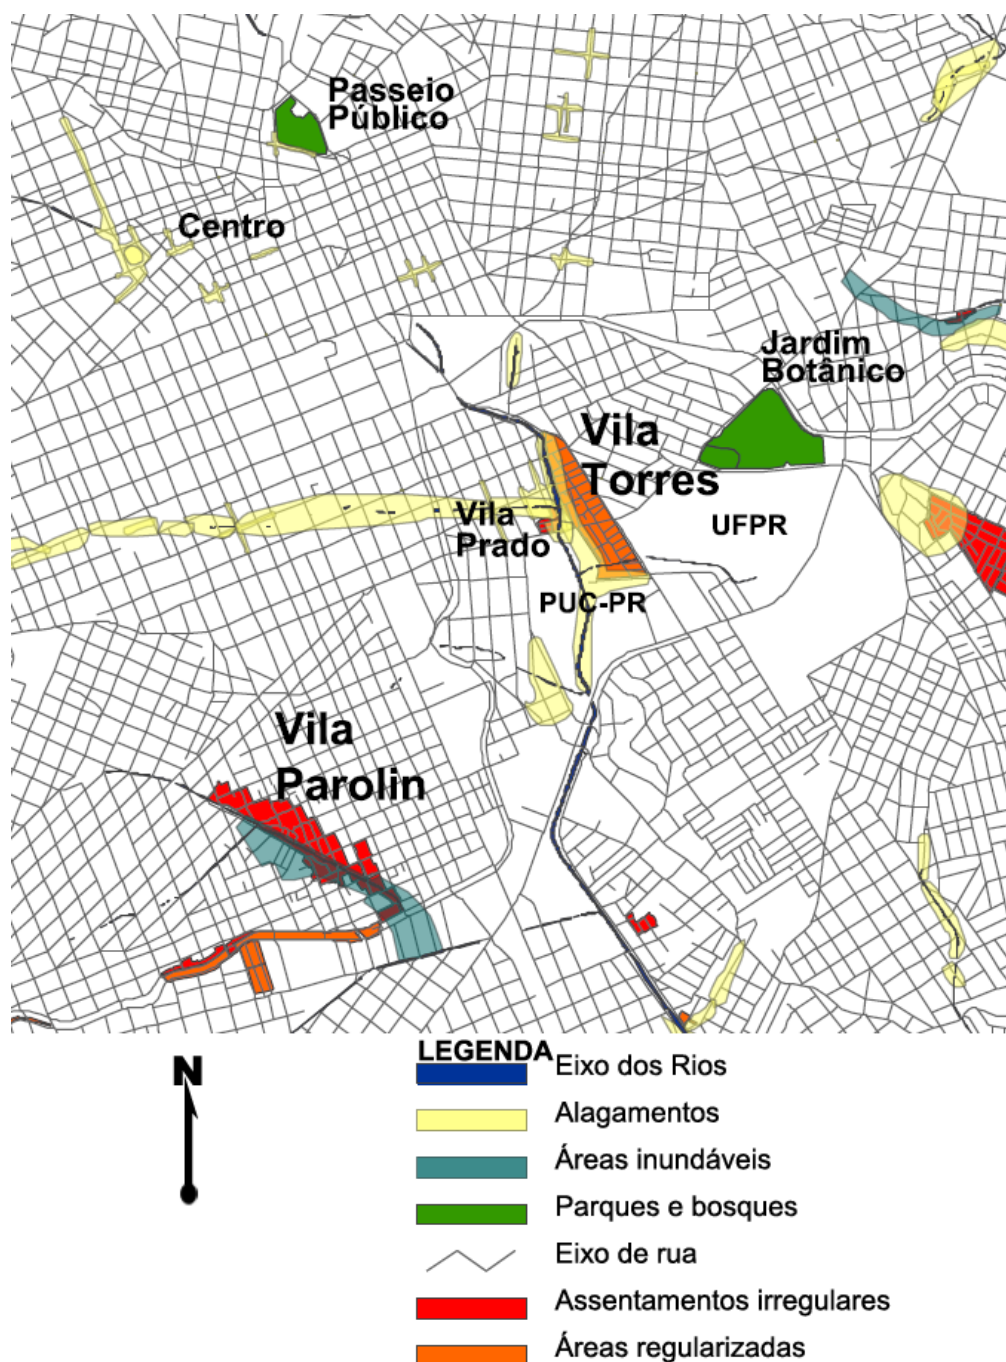 Passeio
Público
Centro
Jardim
Botânico
Vila
Torres
Vila
Prado
UFPR
PUC-PR
Vila
Parolin
N
LEGENDA
Eixo dos Rios
Alagamentos
Áreas inundáveis
Parques e bosques
Eixo de rua
Assentamentos irregulares
Áreas regularizadas